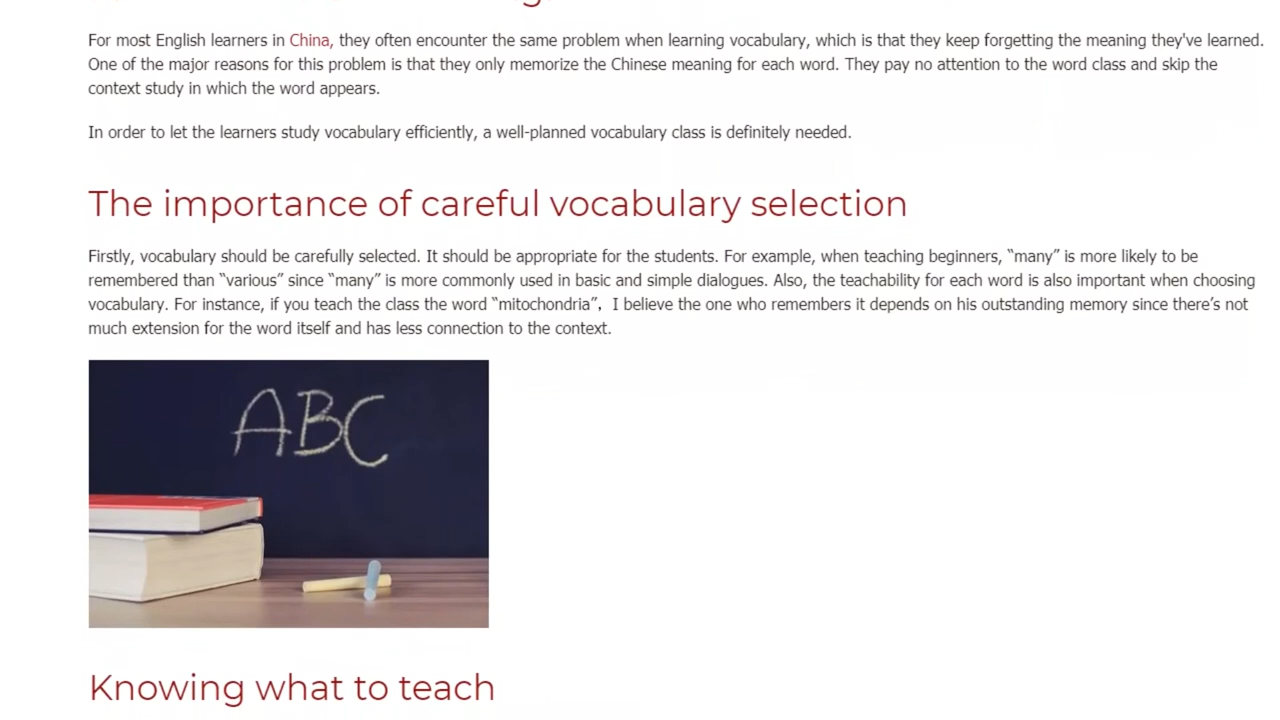 For most English learners in China, they often encounter the same problem when learning vocabulary, which is that they keep forgetting the meaning they've learned.
One of the major reasons for this problem is that they only memorize the Chinese meaning for each word. They pay no attention to the word class and skip the
context study in which the word appears.
In order to let the learners study vocabulary efficiently, a well-planned vocabulary class is definitely needed.
The importance of careful vocabulary selection
Firstly, vocabulary should be carefully selected. It should be appropriate for the students. For example, when teaching beginners, “many” is more likely to be
remembered than “various” since “many” is more commonly used in basic and simple dialogues. Also, the teachability for each word is also important when choosing
vocabulary. For instance, if you teach the class the word “mitochondria”，I believe the one who remembers it depends on his outstanding memory since there’s not
much extension for the word itself and has less connection to the context.
ABC
Knowing what to teach